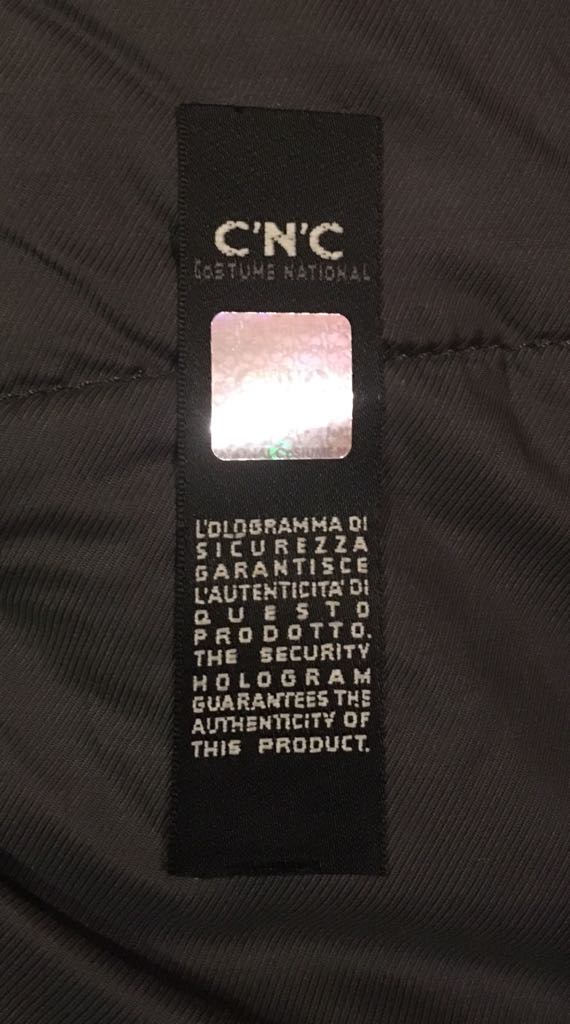 C'N'C
CoSTUME NATIONAL
L'OLOGRAMMA DI
SICUREZZA
GARANTISCE
L'AUTENTICITA' DI
QUESTO
PRODOTTO.
THE SECURITY
HOLOGRAM
GUARANTEES THE
AUTHENTICITY OF
THIS PRODUCT.